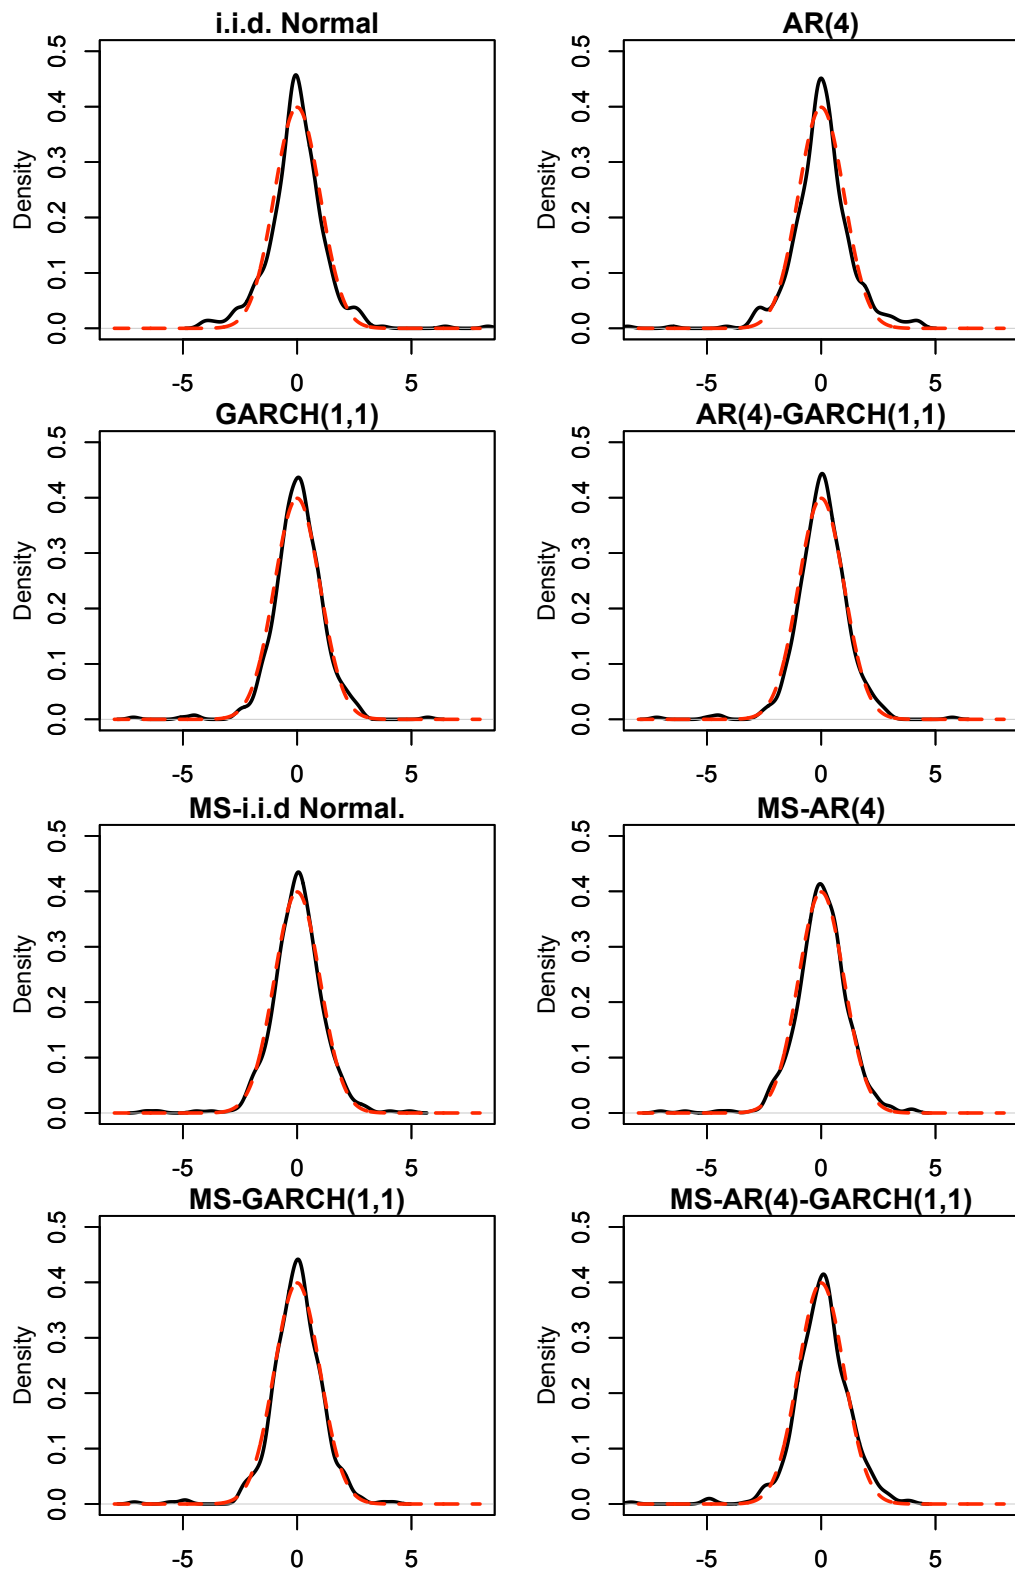 i.i.d. Normal
Density
0.0 0.1 0.2 0.3 0.4 0.5
-5 0 5
AR(4)
Density
0.0 0.1 0.2 0.3 0.4 0.5
-5 0 5
GARCH(1,1)
Density
0.0 0.1 0.2 0.3 0.4 0.5
-5 0 5
AR(4)-GARCH(1,1)
Density
0.0 0.1 0.2 0.3 0.4 0.5
-5 0 5
MS-i.i.d Normal.
Density
0.0 0.1 0.2 0.3 0.4 0.5
-5 0 5
MS-AR(4)
Density
0.0 0.1 0.2 0.3 0.4 0.5
-5 0 5
MS-GARCH(1,1)
Density
0.0 0.1 0.2 0.3 0.4 0.5
-5 0 5
MS-AR(4)-GARCH(1,1)
Density
0.0 0.1 0.2 0.3 0.4 0.5
-5 0 5